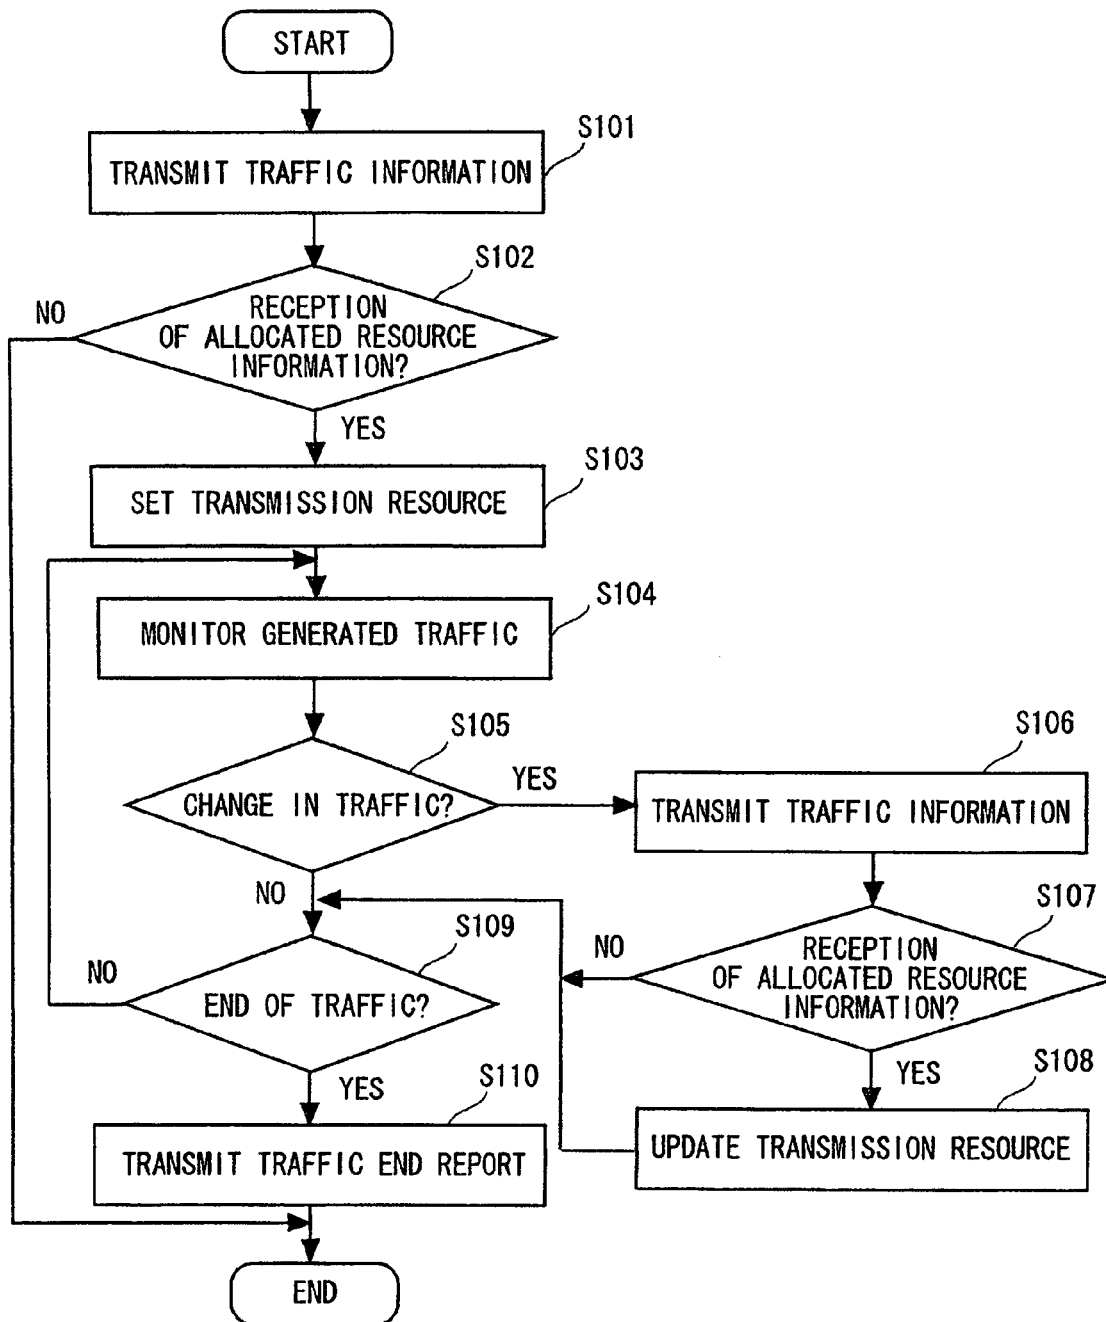 START
S101
TRANSMIT TRAFFIC INFORMATION
S102
NO
RECEPTION
OF ALLOCATED RESOURCE
INFORMATION?
YES
S103
SET TRANSMISSION RESOURCE
S104
MONITOR GENERATED TRAFFIC
S105
CHANGE IN TRAFFIC?
YES
S106
TRANSMIT TRAFFIC INFORMATION
NO
S107
RECEPTION
OF ALLOCATED RESOURCE
INFORMATION?
NO
S109
NO
END OF TRAFFIC?
YES
S108
UPDATE TRANSMISSION RESOURCE
YES
S110
TRANSMIT TRAFFIC END REPORT
END